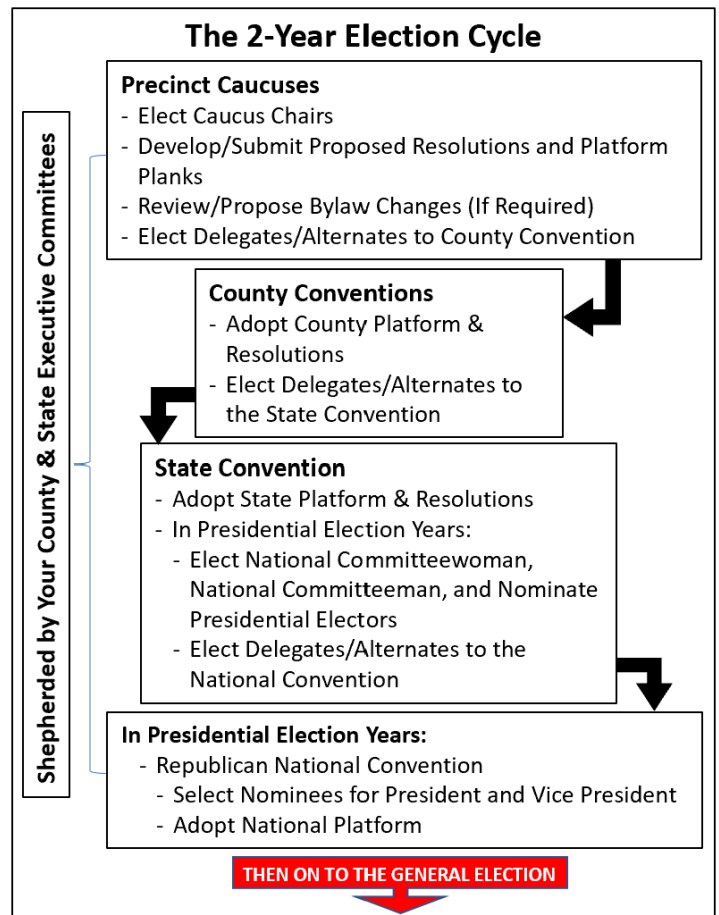 The 2-Year Election Cycle
Shepherded by Your County & State Executive Committees
Precinct Caucuses
- Elect Caucus Chairs
- Develop/Submit Proposed Resolutions and Platform
Planks
- Review/Propose Bylaw Changes (If Required)
- Elect Delegates/Alternates to County Convention
County Conventions
- Adopt County Platform &
Resolutions
- Elect Delegates/Alternates to
the State Convention
State Convention
- Adopt State Platform & Resolutions
- In Presidential Election Years:
- Elect National Committeewoman,
National Committeeman, and Nominate
Presidential Electors
- Elect Delegates/Alternates to the
National Convention
In Presidential Election Years:
- Republican National Convention
- Select Nominees for President and Vice President
- Adopt National Platform
THEN ON TO THE GENERAL ELECTION